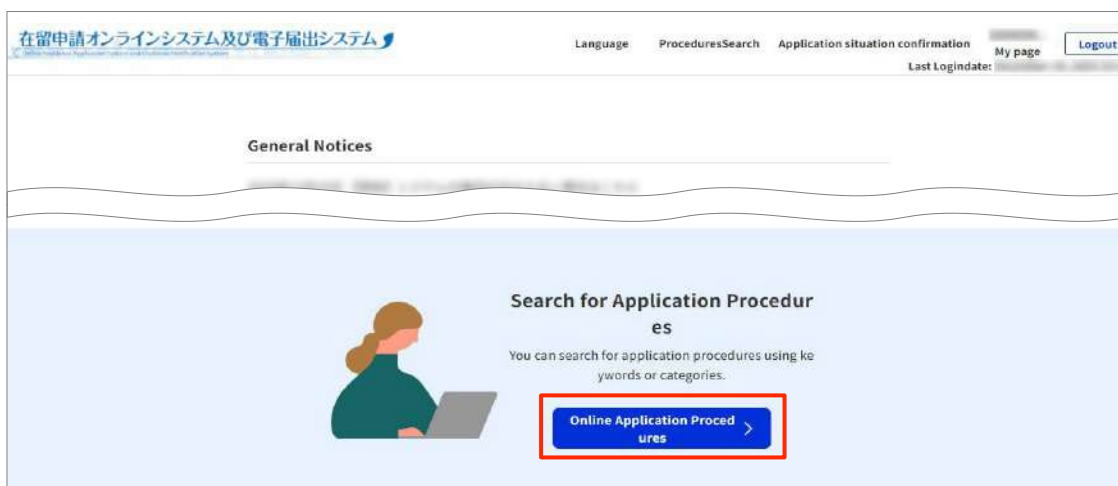 在留申請オンラインシステム及び電子届出システム
Language ProceduresSearch Application situation confirmation My page Logout
Last Logindate:
General Notices
Search for Application Procedur
es
You can search for application procedures using ke
ywords or categories.
Online Application Proced
ures